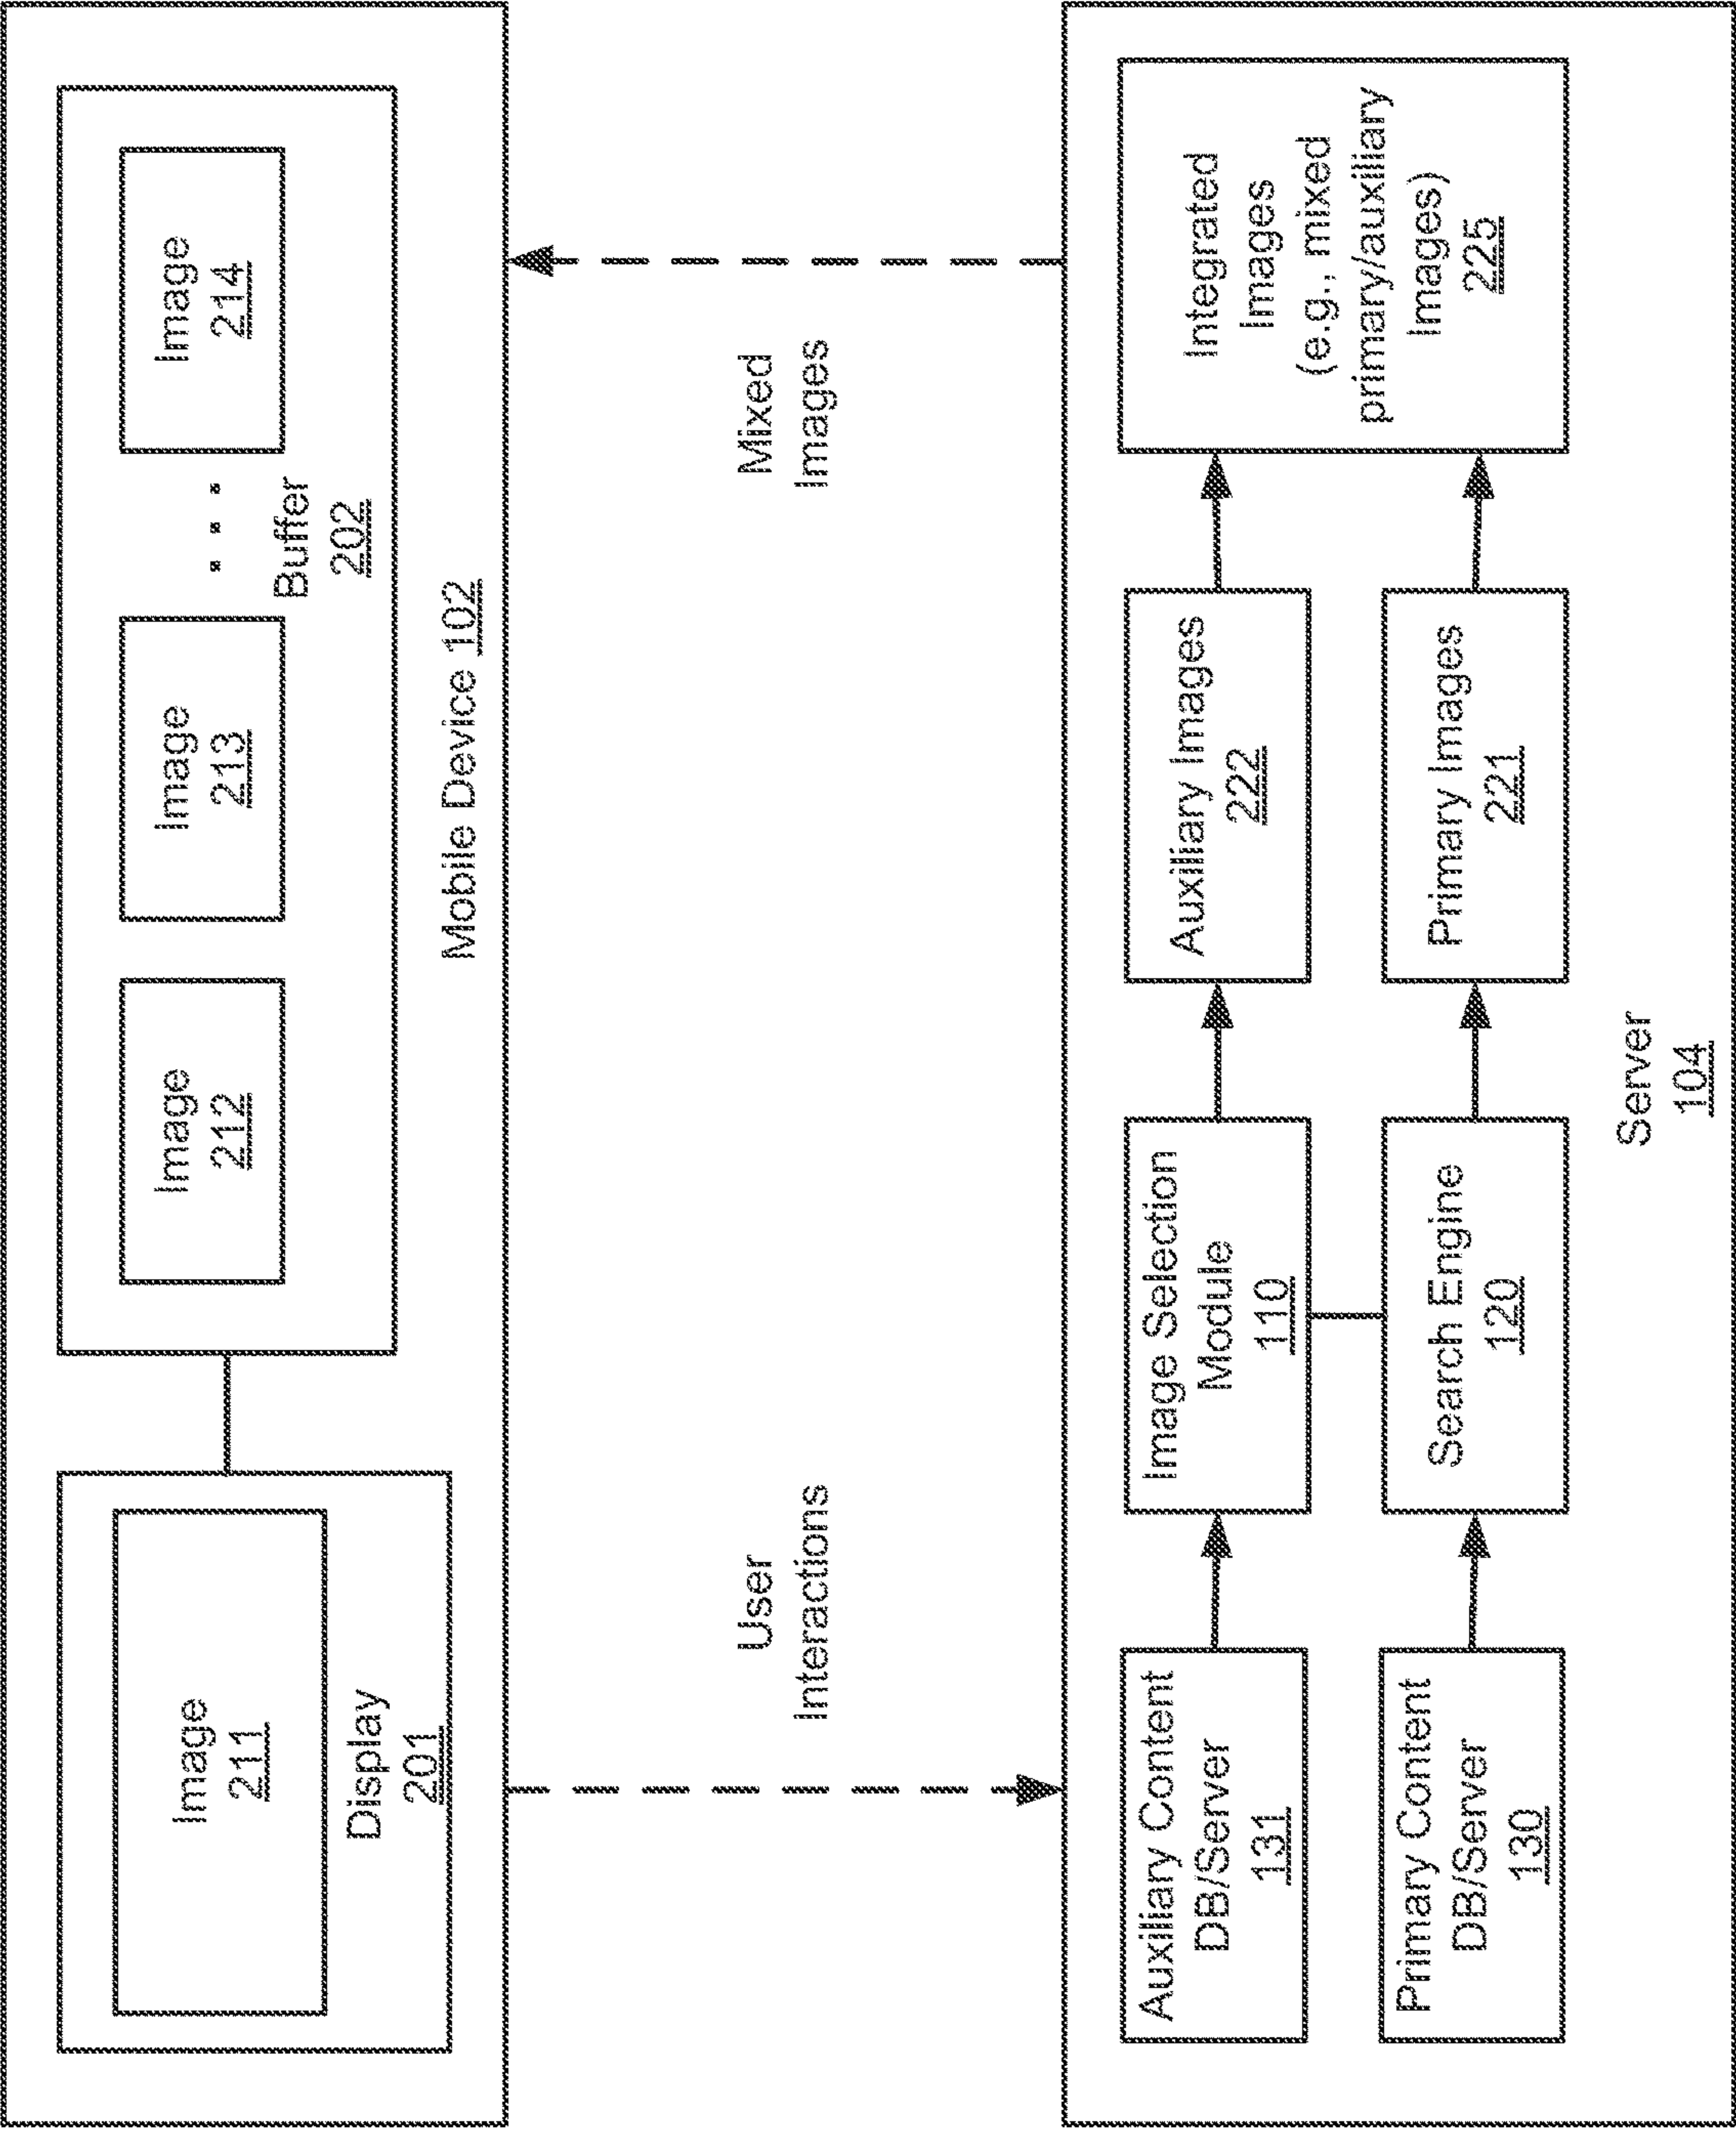 Image
211
Display
201
Image
212
Image
213
. . .
Image
214
Buffer
202
Mobile Device 102
User
Interactions
Mixed
Images
Auxiliary Content
DB/Server
131
Image Selection
Module
110
Auxiliary Images
222
Integrated
Images
(e.g., mixed
primary/auxiliary
Images)
225
Primary Content
DB/Server
130
Search Engine
120
Primary Images
221
Server
104